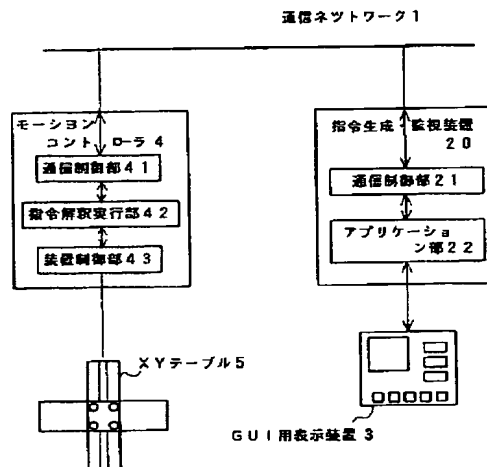 通信ネツトワーク1
モーシヨン
コントローラ4
通信制御部41
指令解釈実行部42
装置制御部43
指令生成・監視装置
20
通信制御部21
アプリケーショ
ン部22
XYテーブル5
GUI用表示装置3